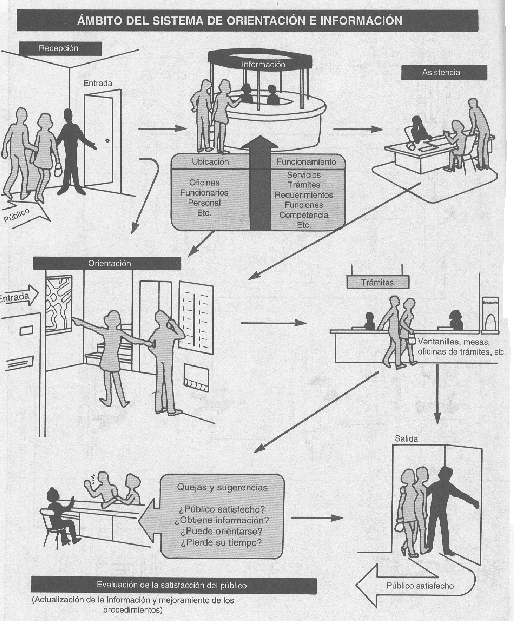 ÁMBITO DEL SISTEMA DE ORIENTACIÓN E INFORMACIÓN
Recepción
Entrada
Público
Información
Asistencia
Ubicación
Oficinas
Funcionarios
Personal
Etc.
Funcionamiento
Servicios
Trámites
Requerimientos
Funciones
Competencia
Etc.
Orientación
Entrada
Trámites
Ventanillas, mesas,
oficinas de trámites, etc.
Salida
Quejas y sugerencias
¿Público satisfecho?
¿Obtiene información?
¿Puede orientarse?
¿Pierde su tiempo?
Público satisfecho
Evaluación de la satisfacción del público
(Actualización de la Información y mejoramiento de los
procedimientos)